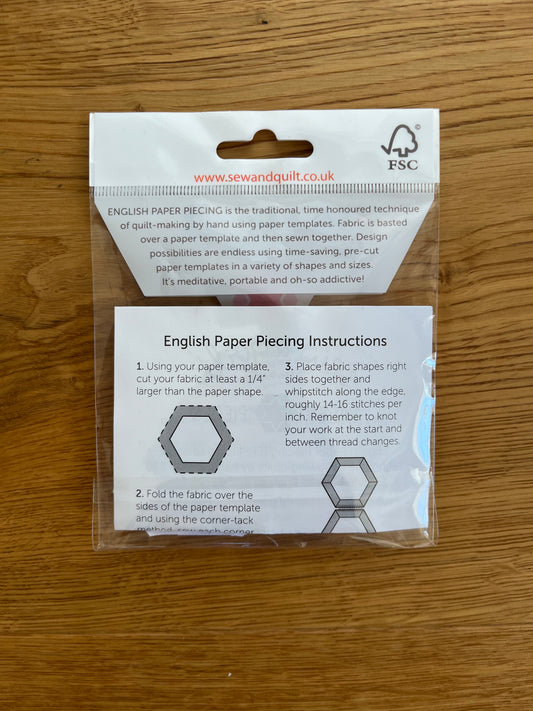 www.sewandquilt.co.uk
©
FSC
ENGLISH PAPER PIECING is the traditional, time honoured technique
of quilt-making by hand using paper templates. Fabric is basted
over a paper template and then sewn together. Design
possibilities are endless using time-saving, pre-cut
paper templates in a variety of shapes and sizes.
It's meditative, portable and oh-so addictive!
English Paper Piecing Instructions
1. Using your paper template,
cut your fabric at least a 1/4"
larger than the paper shape.
2. Fold the fabric over the
sides of the paper template
and using the corner-tack
method, sew each corner
3. Place fabric shapes right
sides together and
whipstitch along the edge,
roughly 14-16 stitches per
inch. Remember to knot
your work at the start and
between thread changes.